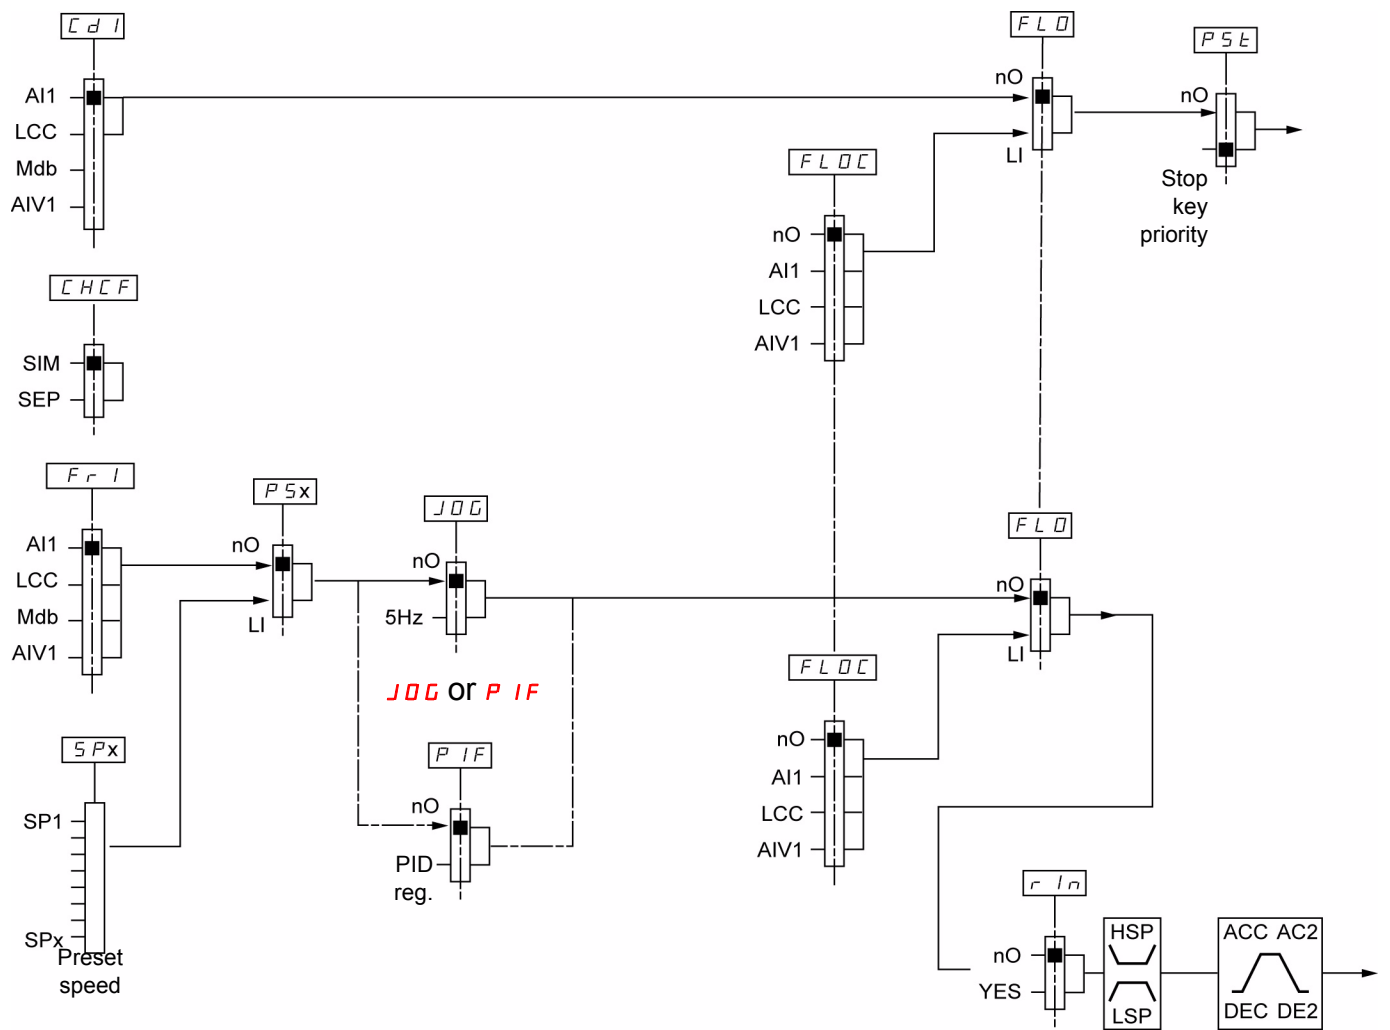 Cd1
FLO
PSt
AI1
LCC
Mdb
AIV1
nO
LI
nO
Stop
key
priority
FLOC
nO
AI1
LCC
AIV1
CHCF
SIM
SEP
Fr1
AI1
LCC
Mdb
AIV1
PSx
nO
LI
JOG
nO
5Hz
JOG or PIF
PIF
nO
PID
reg.
SPx
SP1
SPx
Preset
speed
FLO
nO
LI
FLOC
nO
AI1
LCC
AIV1
rIn
nO
YES
HSP
LSP
ACC AC2
DEC DE2